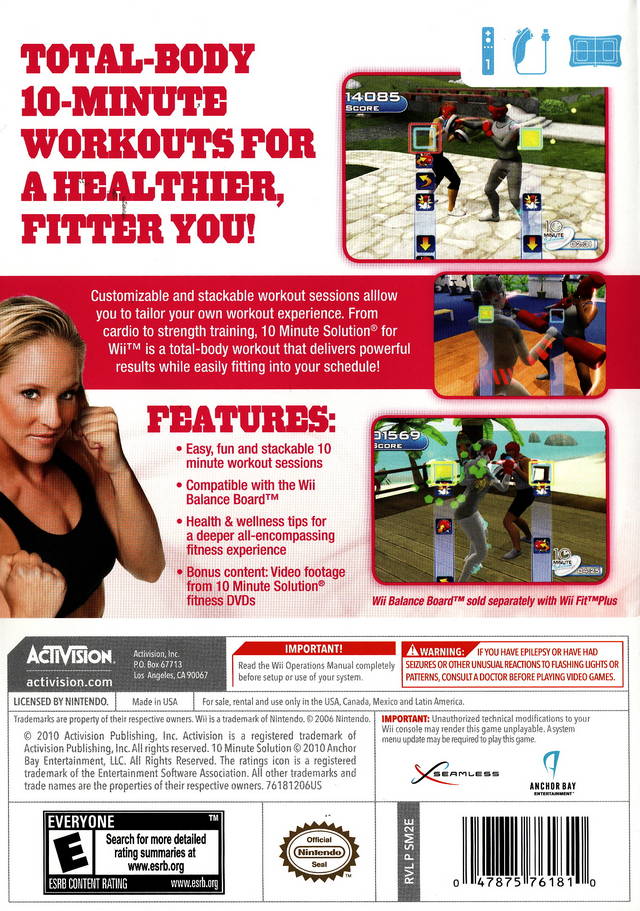 TOTAL-BODY
10-MINUTE
WORKOUTS FOR
A HEALTHIER,
FITTER YOU!
1
14085
SCORE
10
MINUTE
02:31
Customizable and stackable workout sessions alllow
you to tailor your own workout experience. From
cardio to strength training, 10 Minute Solution® for
Wii™ is a total-body workout that delivers powerful
results while easily fitting into your schedule!
FEATURES:
• Easy, fun and stackable 10
minute workout sessions
• Compatible with the Wii
Balance Board™
• Health & wellness tips for
a deeper all-encompassing
fitness experience
• Bonus content: Video footage
from 10 Minute Solution®
fitness DVDs
31569
SCORE
10
MINUTE
Wii Balance Board™ sold separately with Wii Fit™Plus
ACTIVISION.
activision.com
Activision, Inc.
P.O. Box 67713
Los Angeles, CA 90067
IMPORTANT!
Read the Wii Operations Manual completely
before setup or use of your system.
WARNING: IF YOU HAVE EPILEPSY OR HAVE HAD
SEIZURES OR OTHER UNUSUAL REACTIONS TO FLASHING LIGHTS OR
PATTERNS, CONSULT A DOCTOR BEFORE PLAYING VIDEO GAMES.
LICENSED BY NINTENDO.
Made in USA
For sale, rental and use only in the USA, Canada, Mexico and Latin America.
Trademarks are property of their respective owners. Wii is a trademark of Nintendo. © 2006 Nintendo.
© 2010 Activision Publishing, Inc. Activision is a registered trademark of
Activision Publishing, Inc. All rights reserved. 10 Minute Solution © 2010 Anchor
Bay Entertainment, LLC. All Rights Reserved. The ratings icon is a registered
trademark of the Entertainment Software Association. All other trademarks and
trade names are the properties of their respective owners. 76181206US
IMPORTANT: Unauthorized technical modifications to your
Wii console may render this game unplayable. A system
menu update may be required to play this game.
SEAMLESS
ANCHOR BAY
ENTERTAINMENT™
EVERYONE ™
E
Search for more detailed
rating summaries at
www.esrb.org
ESRB CONTENT RATING www.esrb.org
Official
Nintendo
Seal
™
RVL P SM2E
0 47875 76181 0